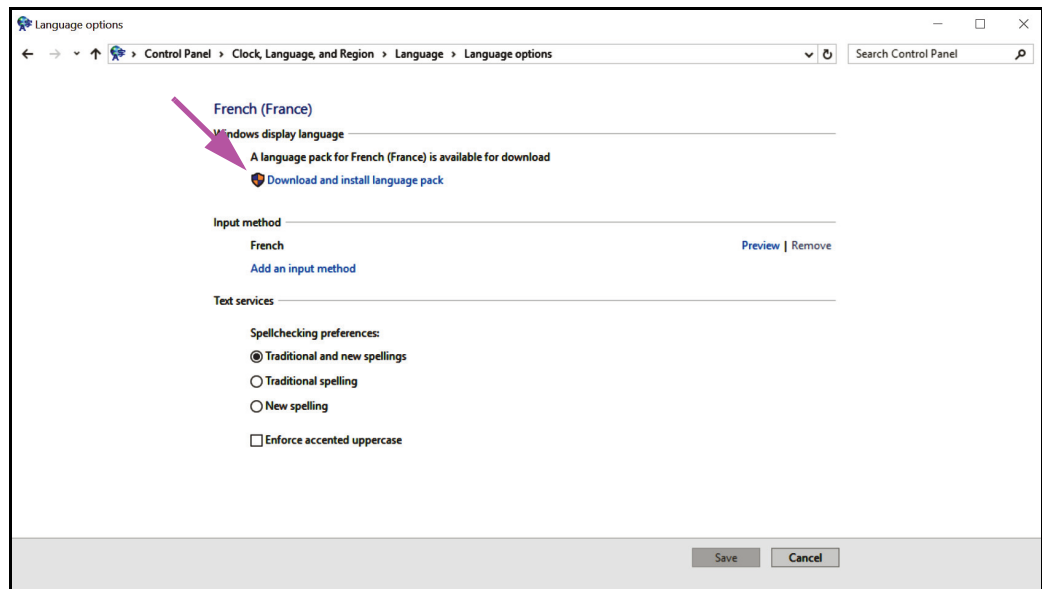 Language options
Control Panel > Clock, Language, and Region > Language > Language options
Search Control Panel
French (France)
Windows display language
A language pack for French (France) is available for download
Download and install language pack
Input method
French
Preview | Remove
Add an input method
Text services
Spellchecking preferences:
Traditional and new spellings
Traditional spelling
New spelling
Enforce accented uppercase
Save
Cancel